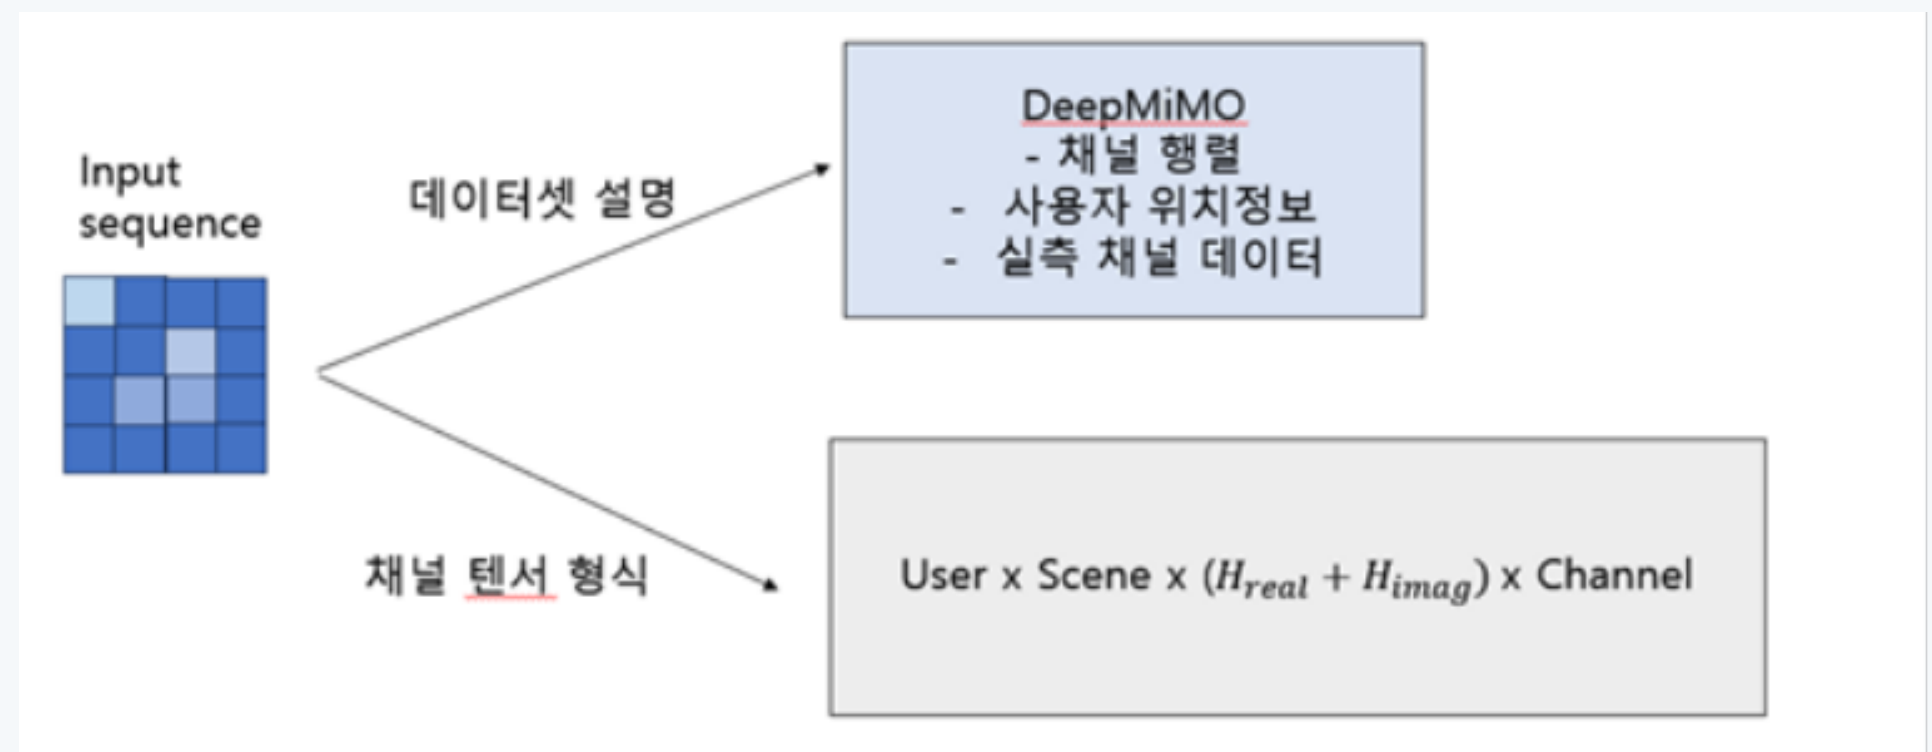 Input
sequence
데이터셋 설명
DeepMiMO
- 채널 행렬
- 사용자 위치정보
- 실측 채널 데이터
채널 텐서 형식
User x Scene x (H_real + H_imag) x Channel